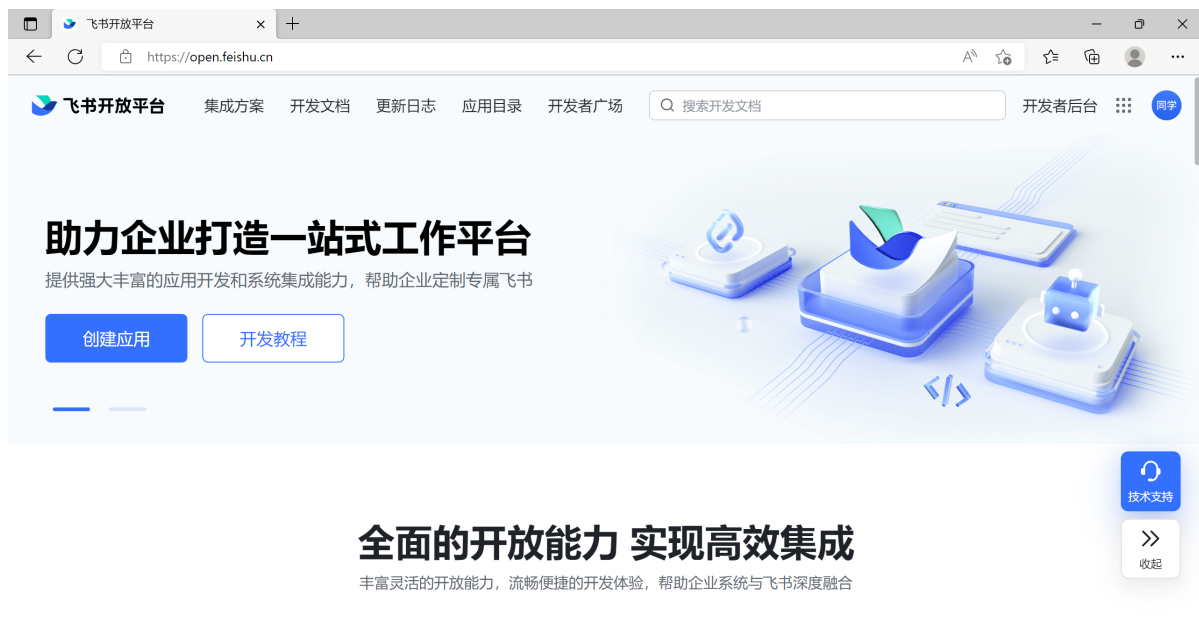 飞书开放平台
https://open.feishu.cn
飞书开放平台 集成方案 开发文档 更新日志 应用目录 开发者广场 搜索开发文档 开发者后台 同学
助力企业打造一站式工作平台
提供强大丰富的应用开发和系统集成能力，帮助企业定制专属飞书
创建应用 开发教程
技术支持
全面的开放能力 实现高效集成
收起
丰富灵活的开放能力，流畅便捷的开发体验，帮助企业系统与飞书深度融合